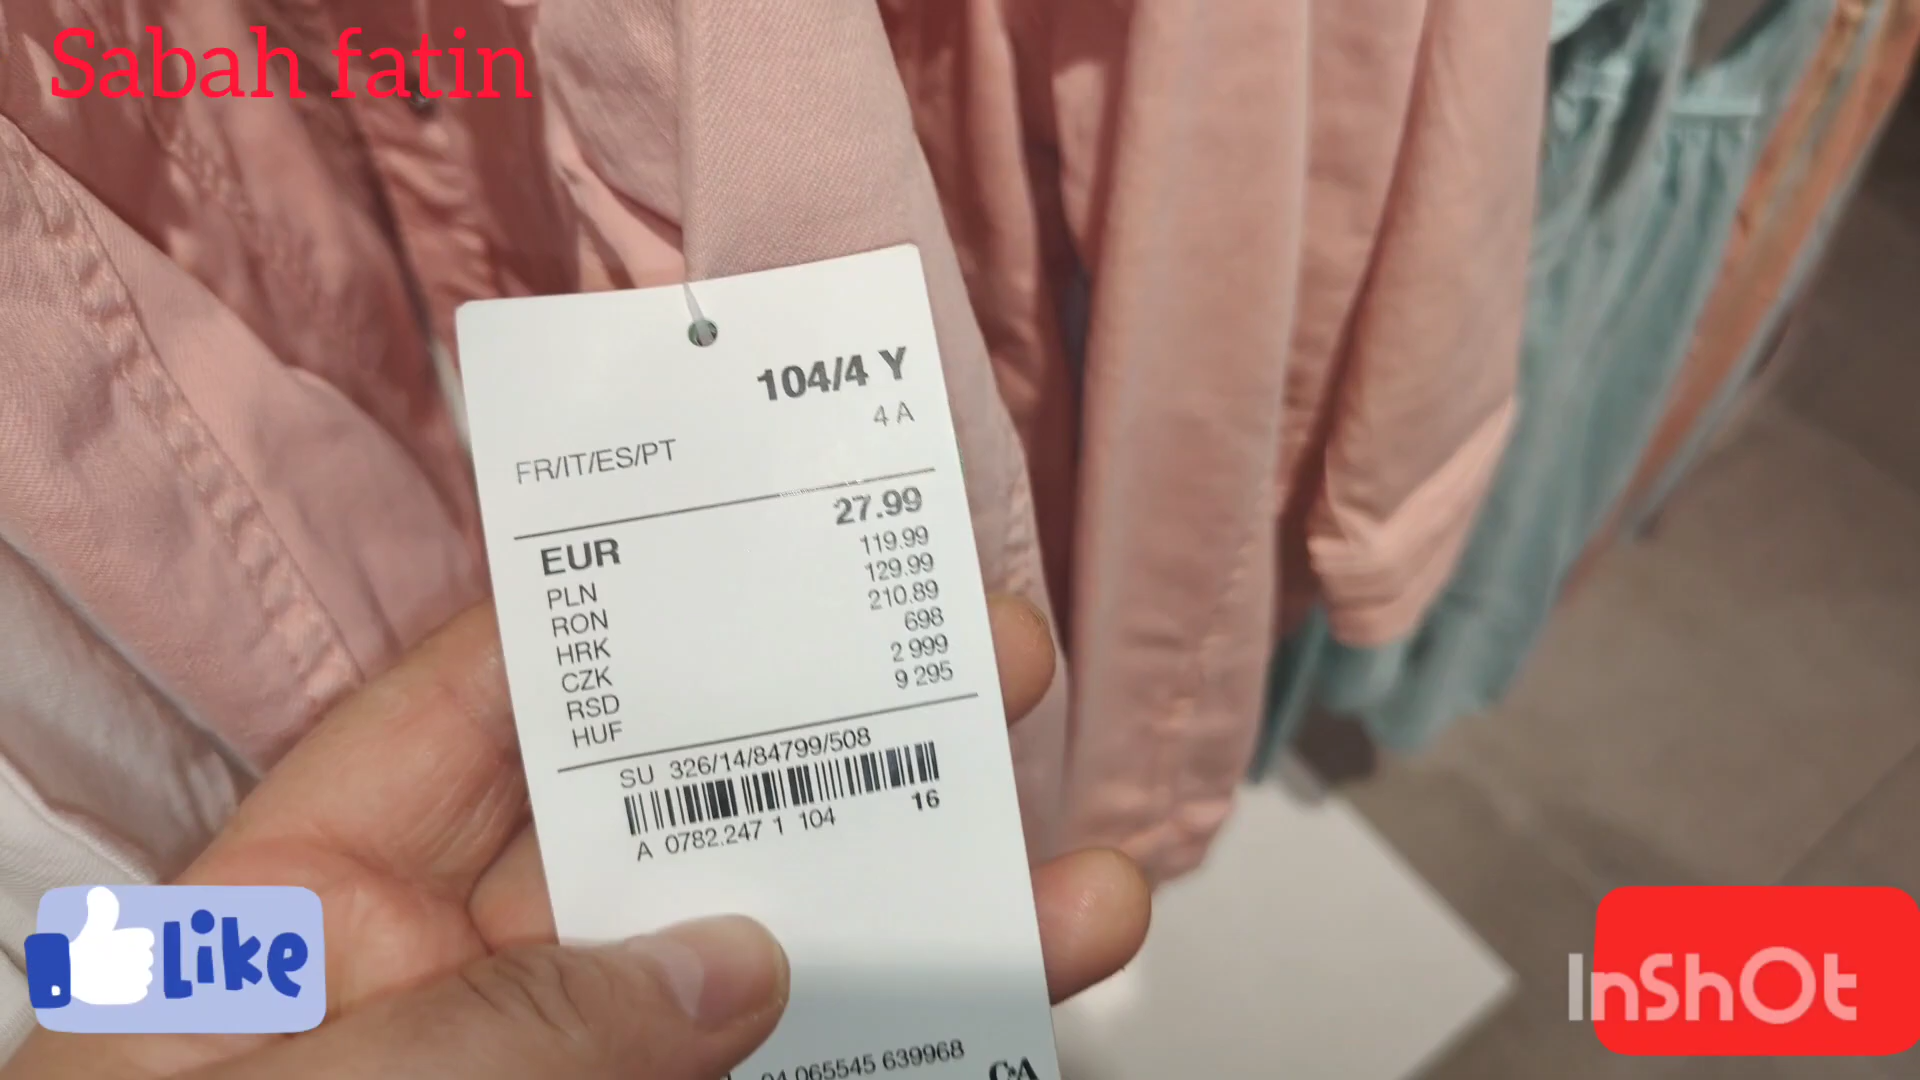 Sabah fatin
104/4 Y
4 A
FR/IT/ES/PT
EUR 27.99
PLN 119.99
RON 129.99
HRK 210.89
CZK 698
RSD 2 999
HUF 9 295
SU 326/14/84799/508
16
A 0782.247 1 104
04 065545 639968
C&A
Like
InShOt